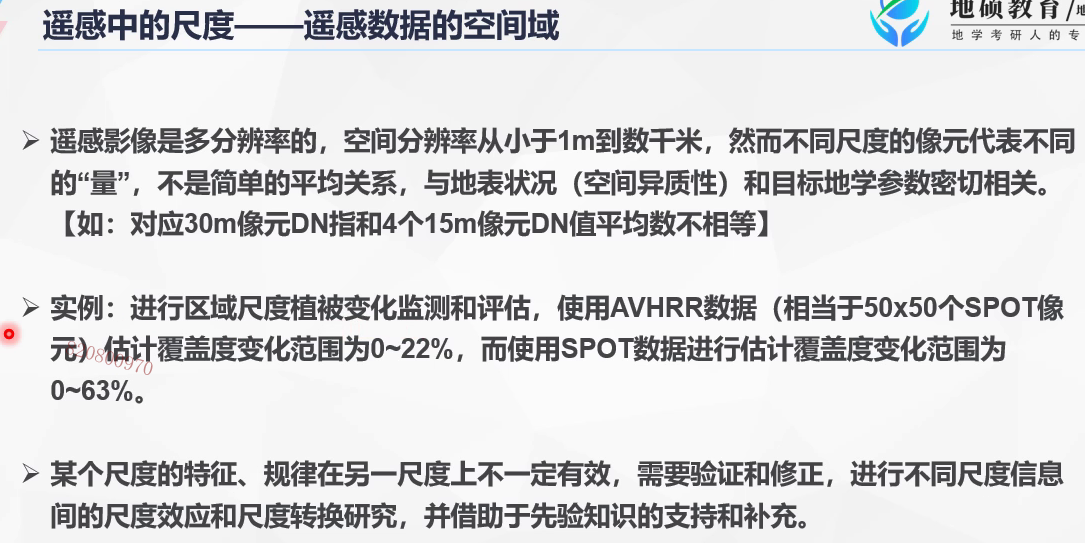 遥感中的尺度——遥感数据的空间域
地硕教育/地
地学考研人的专
➢ 遥感影像是多分辨率的，空间分辨率从小于1m到数千米，然而不同尺度的像元代表不同
的“量”，不是简单的平均关系，与地表状况（空间异质性）和目标地学参数密切相关。
【如：对应30m像元DN指和4个15m像元DN值平均数不相等】
➢ 实例：进行区域尺度植被变化监测和评估，使用AVHRR数据（相当于50x50个SPOT像
元）估计覆盖度变化范围为0~22%，而使用SPOT数据进行估计覆盖度变化范围为
0~63%。
➢ 某个尺度的特征、规律在另一尺度上不一定有效，需要验证和修正，进行不同尺度信息
间的尺度效应和尺度转换研究，并借助于先验知识的支持和补充。